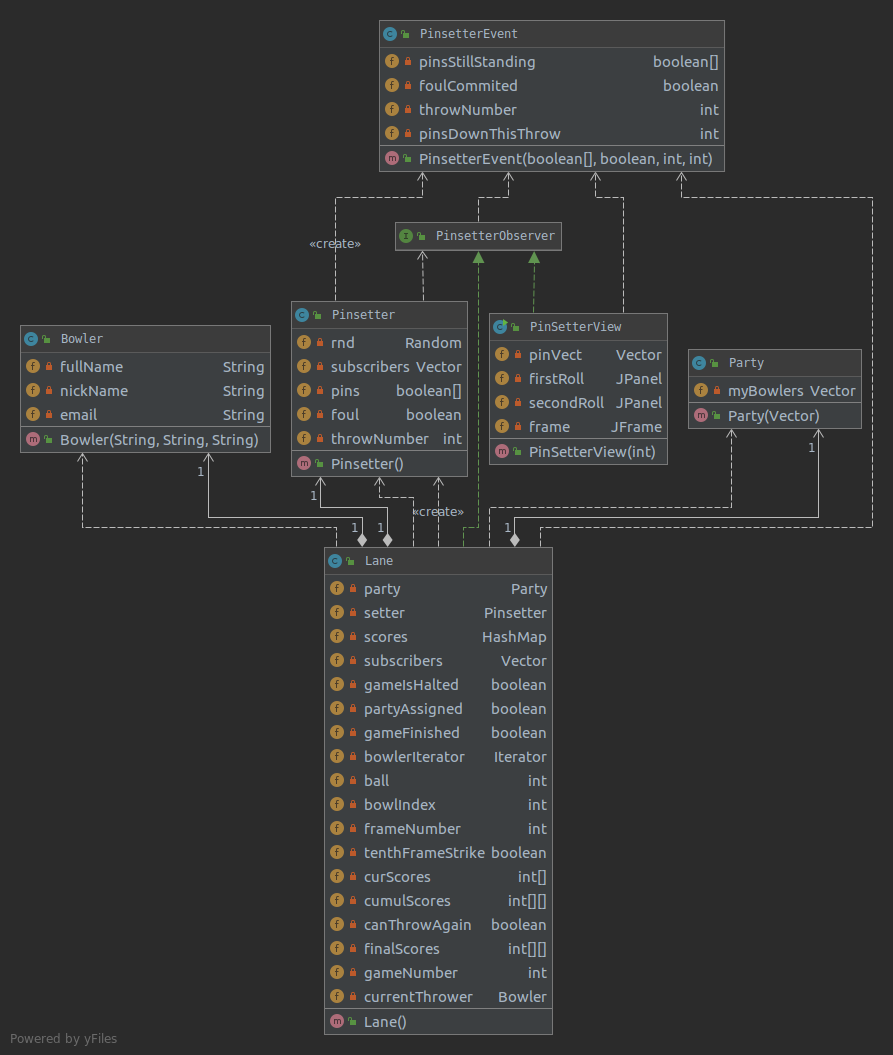 PinsetterEvent
pinsStillStanding boolean[]
foulCommited boolean
throwNumber int
pinsDownThisThrow int
PinsetterEvent(boolean[], boolean, int, int)
«create»
PinsetterObserver
Bowler
fullName String
nickName String
email String
Bowler(String, String, String)
Pinsetter
rnd Random
subscribers Vector
pins boolean[]
foul boolean
throwNumber int
Pinsetter()
PinSetterView
pinVect Vector
firstRoll JPanel
secondRoll JPanel
frame JFrame
PinSetterView(int)
Party
myBowlers Vector
Party(Vector)
1
1
1
«create»
1
1
1
Lane
party Party
setter Pinsetter
scores HashMap
subscribers Vector
gameIsHalted boolean
partyAssigned boolean
gameFinished boolean
bowlerIterator Iterator
ball int
bowlIndex int
frameNumber int
tenthFrameStrike boolean
curScores int[]
cumulScores int[][]
canThrowAgain boolean
finalScores int[][]
gameNumber int
currentThrower Bowler
Lane()
Powered by yFiles